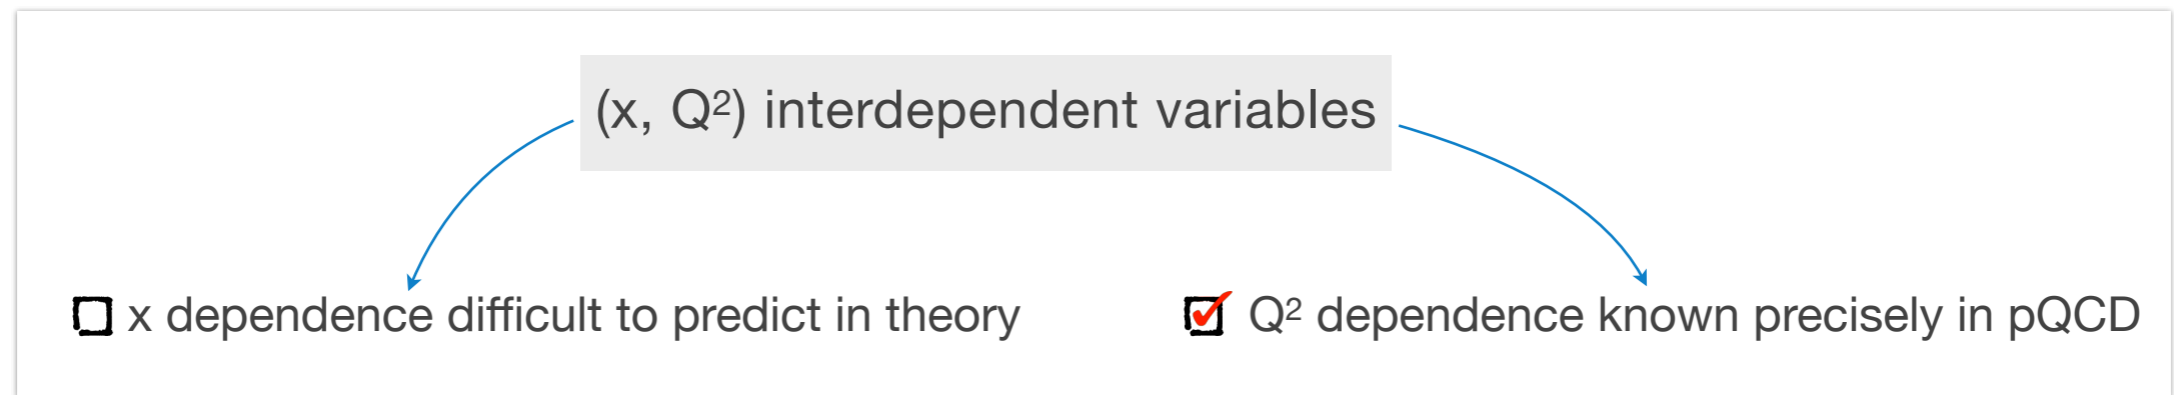 (x, Q²) interdependent variables
x dependence difficult to predict in theory
Q² dependence known precisely in pQCD